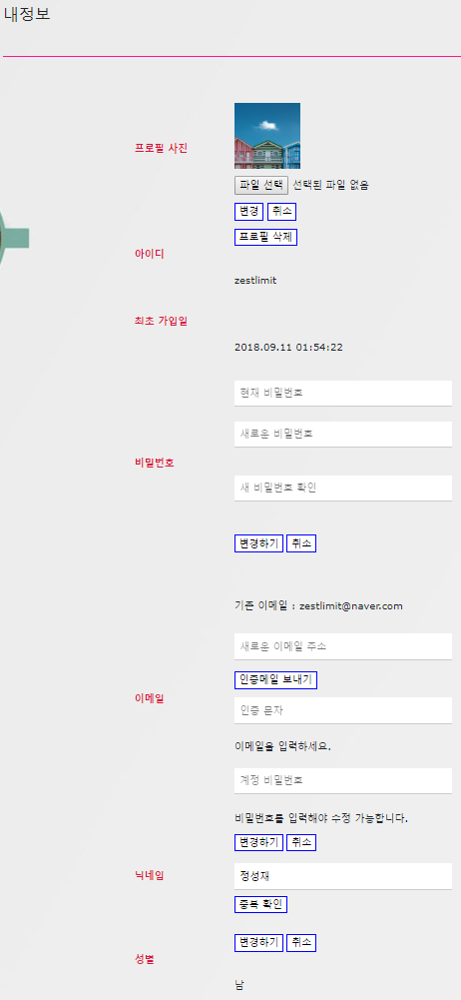 내정보
프로필 사진
파일 선택 선택된 파일 없음
변경 취소
프로필 삭제
아이디
zestlimit
최초 가입일
2018.09.11 01:54:22
현재 비밀번호
새로운 비밀번호
비밀번호
새 비밀번호 확인
변경하기 취소
기존 이메일 : zestlimit@naver.com
새로운 이메일 주소
인증메일 보내기
이메일
인증 문자
이메일을 입력하세요.
계정 비밀번호
비밀번호를 입력해야 수정 가능합니다.
변경하기 취소
닉네임 정성재
중복 확인
변경하기 취소
성별
남